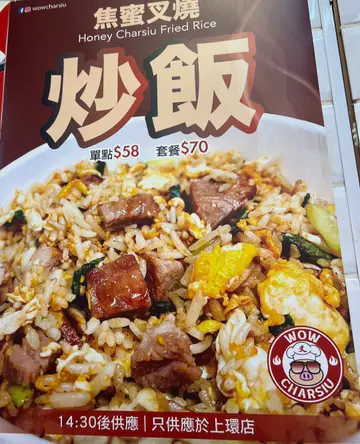 wowcharsiu
焦蜜叉燒
Honey Charsiu Fried Rice
炒飯
單點$58 套餐$70
WOW
CHARSIU
14:30後供應 | 只供應於上環店